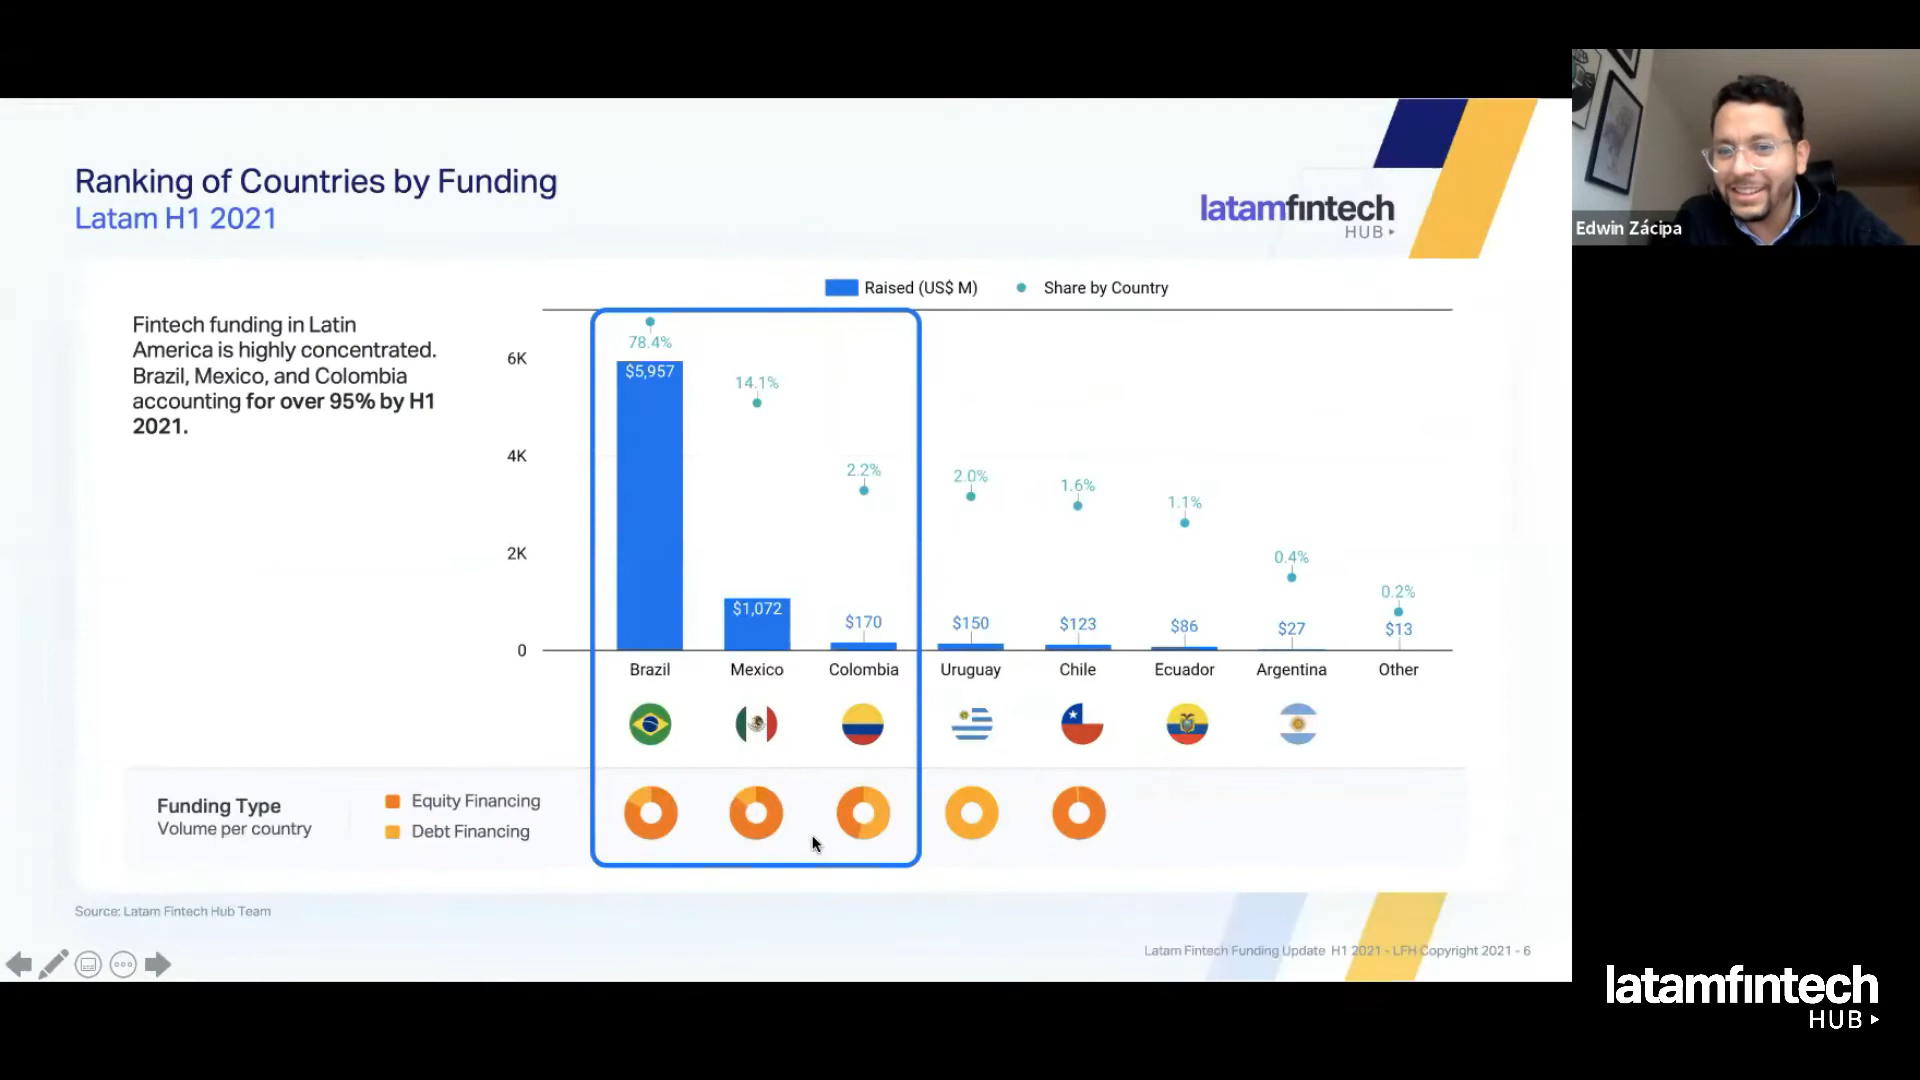 Ranking of Countries by Funding
Latam H1 2021
latamfintech
HUB
Edwin Zácipa
Raised (US$ M)
Share by Country
Fintech funding in Latin
America is highly concentrated.
Brazil, Mexico, and Colombia
accounting for over 95% by H1
2021.
6K
4K
2K
0
78.4%
14.1%
2.2%
2.0%
1.6%
1.1%
0.4%
0.2%
$5,957
$1,072
$170
$150
$123
$86
$27
$13
Brazil
Mexico
Colombia
Uruguay
Chile
Ecuador
Argentina
Other
Funding Type
Volume per country
Equity Financing
Debt Financing
Source: Latam Fintech Hub Team
Latam Fintech Funding Update H1 2021 - LFH Copyright 2021 - 6
latamfintech
HUB